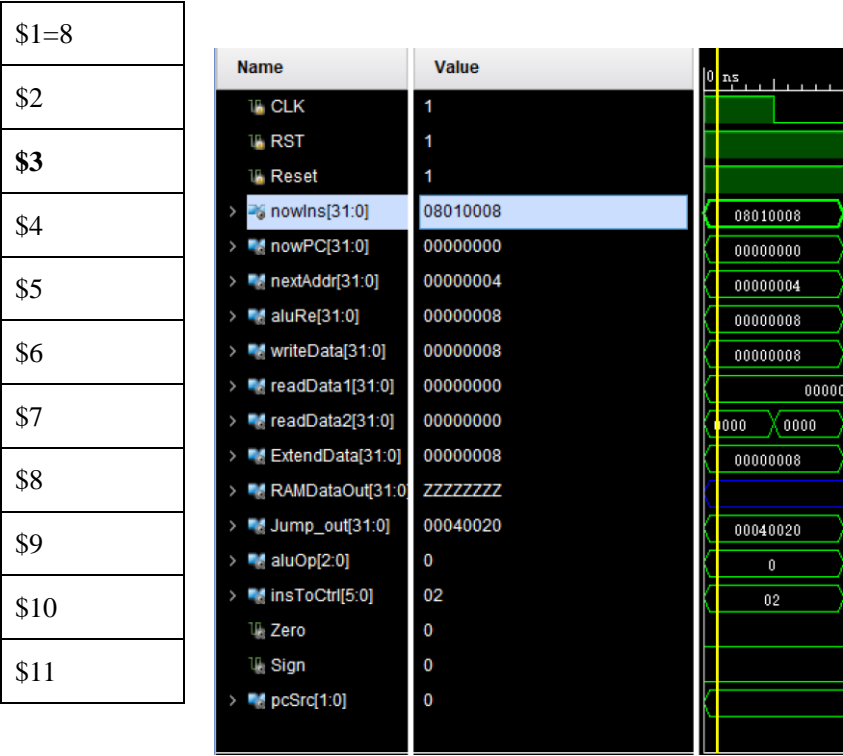 $1=8
$2
$3
$4
$5
$6
$7
$8
$9
$10
$11
Name Value 0 ns
CLK 1
RST 1
Reset 1
nowIns[31:0] 08010008 08010008
nowPC[31:0] 00000000 00000000
nextAddr[31:0] 00000004 00000004
aluRe[31:0] 00000008 00000008
writeData[31:0] 00000008 00000008
readData1[31:0] 00000000 00000
readData2[31:0] 00000000 0000 0000
ExtendData[31:0] 00000008 00000008
RAMDataOut[31:0 ZZZZZZZZ
Jump_out[31:0] 00040020 00040020
aluOp[2:0] 0 0
insToCtrl[5:0] 02 02
Zero 0
Sign 0
pcSrc[1:0] 0